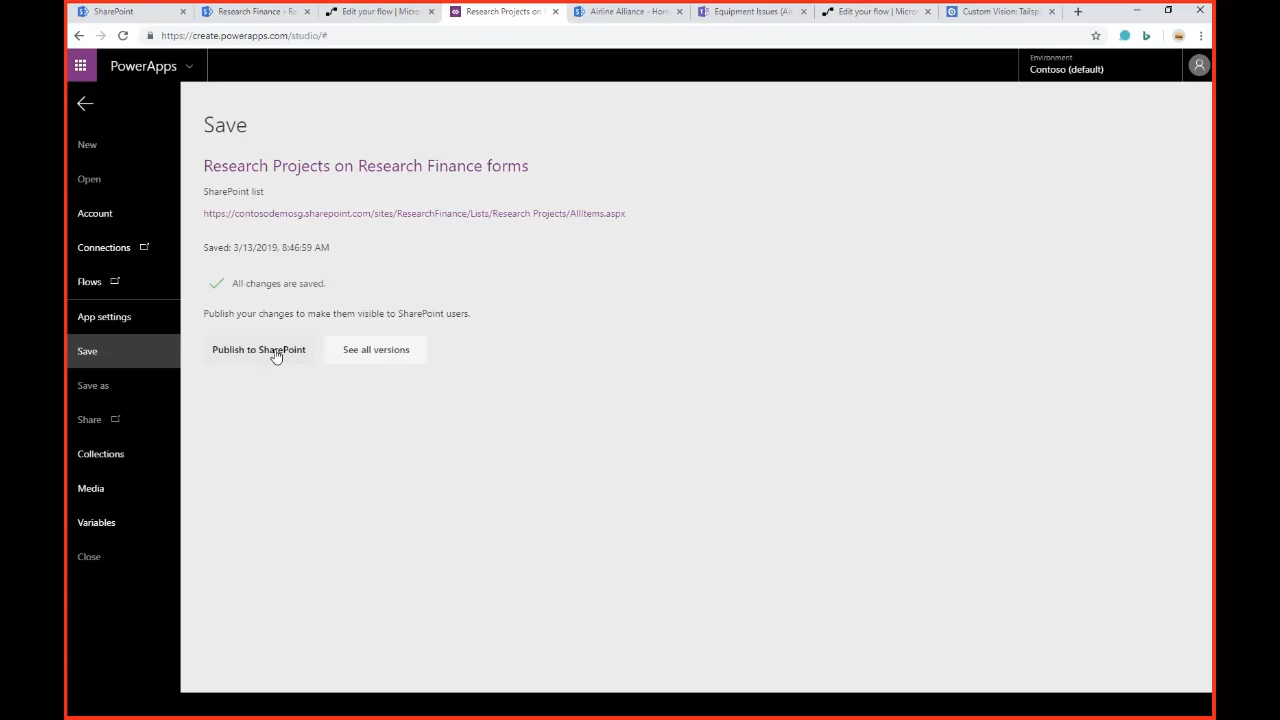 SharePoint
Research Finance - Re
Edit your flow | Micro
Research Projects on
Airline Alliance - Hom
Equipment Issues (Ai
Edit your flow | Micro
Custom Vision: Tailspi
https://create.powerapps.com/studio/#
PowerApps
Environment
Contoso (default)
New
Open
Account
Connections
Flows
App settings
Save
Save as
Share
Collections
Media
Variables
Close
Save
Research Projects on Research Finance forms
SharePoint list
https://contosodemosg.sharepoint.com/sites/ResearchFinance/Lists/Research Projects/AllItems.aspx
Saved: 3/13/2019, 8:46:59 AM
All changes are saved.
Publish your changes to make them visible to SharePoint users.
Publish to SharePoint
See all versions